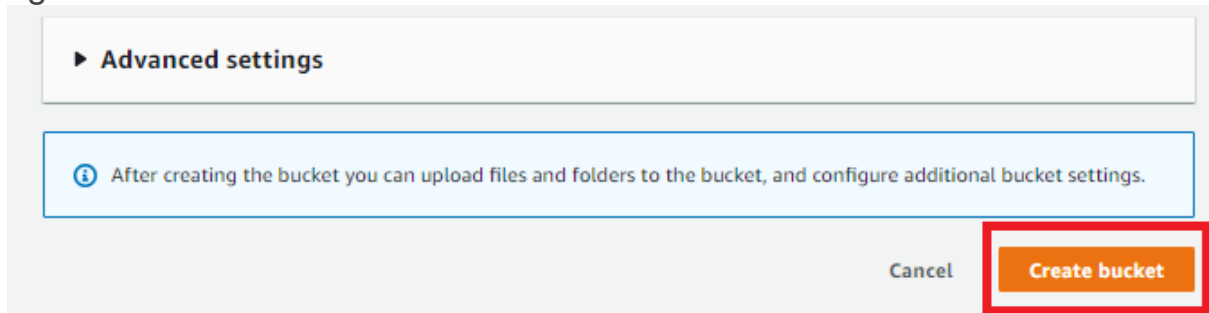 Advanced settings
After creating the bucket you can upload files and folders to the bucket, and configure additional bucket settings.
Cancel
Create bucket